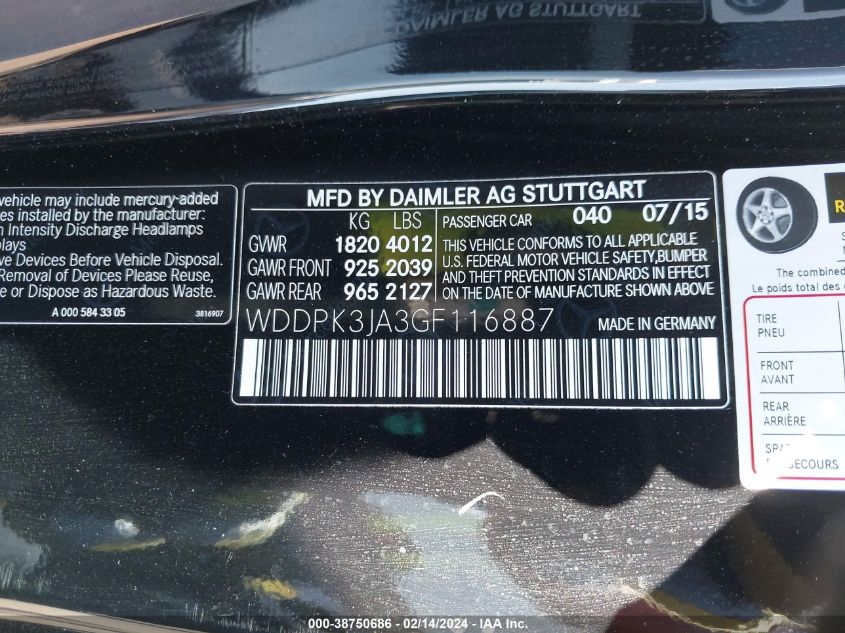 DAIMLER AG STUTTGART
vehicle may include mercury-added
es installed by the manufacturer:
Intensity Discharge Headlamps
plays
ve Devices Before Vehicle Disposal.
Removal of Devices Please Reuse,
e or Dispose as Hazardous Waste.
A 000 584 33 05 3816907
MFD BY DAIMLER AG STUTTGART
KG LBS
GVWR 1820 4012
GAWR FRONT 925 2039
GAWR REAR 965 2127
PASSENGER CAR 040 07/15
THIS VEHICLE CONFORMS TO ALL APPLICABLE
U.S. FEDERAL MOTOR VEHICLE SAFETY,BUMPER
AND THEFT PREVENTION STANDARDS IN EFFECT
ON THE DATE OF MANUFACTURE SHOWN ABOVE
WDDPK3JA3GF116887 MADE IN GERMANY
The combined
Le poids total des
TIRE
PNEU
FRONT
AVANT
REAR
ARRIÈRE
SECOURS
000-38750686 - 02/14/2024 - IAA Inc.